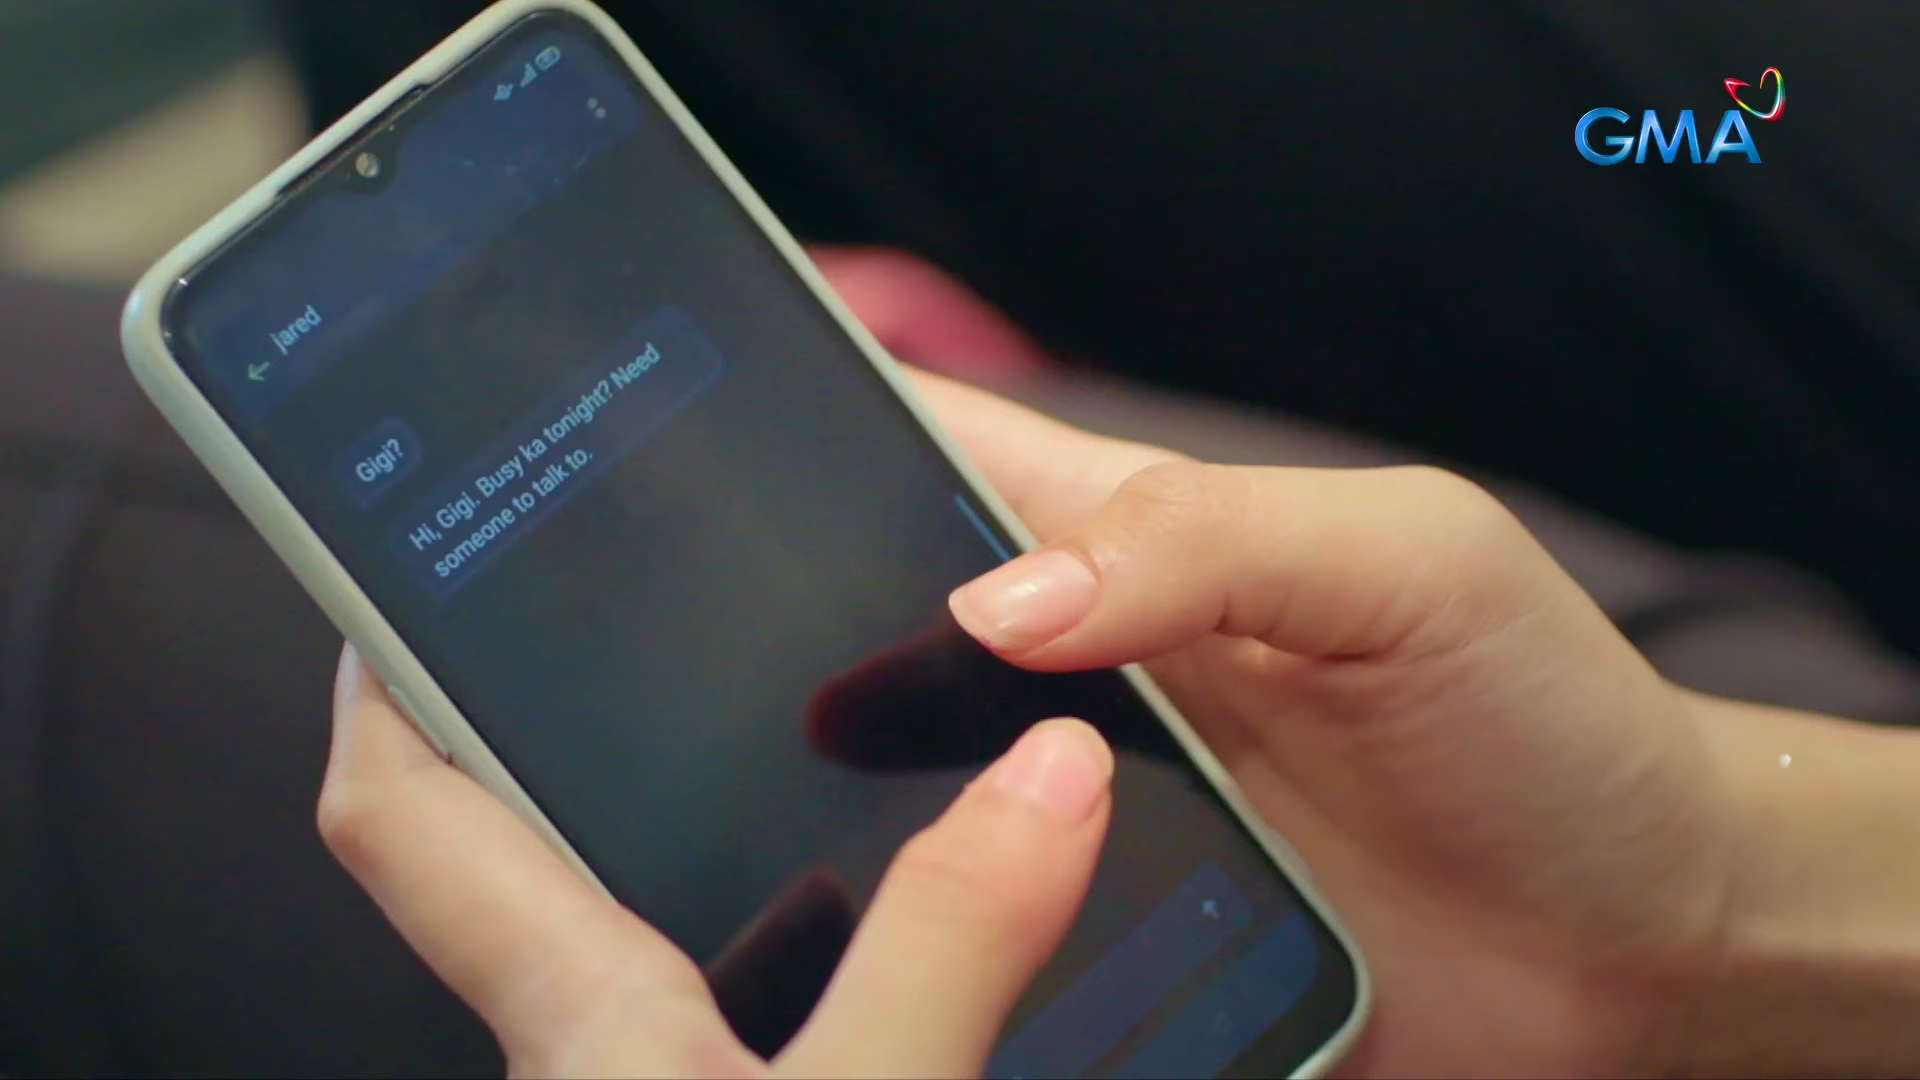 GMA
jared
Gigi?
Hi, Gigi. Busy ka tonight? Need
someone to talk to.